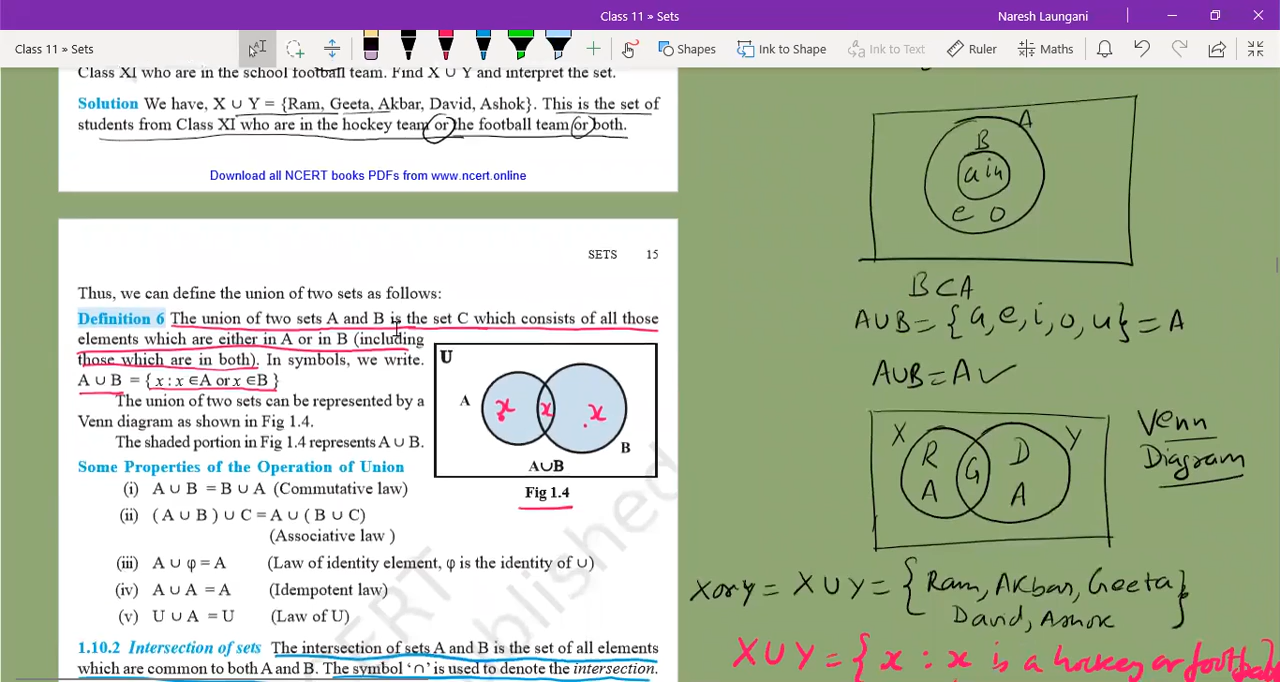 Class 11 » Sets
Naresh Laungani
Class 11 » Sets
Shapes
Ink to Shape
Ink to Text
Ruler
Maths
Class XI who are in the school football team. Find X ∪ Y and interpret the set.
Solution We have, X ∪ Y = {Ram, Geeta, Akbar, David, Ashok}. This is the set of
students from Class XI who are in the hockey team or the football team or both.
Download all NCERT books PDFs from www.ncert.online
SETS 15
Thus, we can define the union of two sets as follows:
Definition 6 The union of two sets A and B is the set C which consists of all those
elements which are either in A or in B (including
those which are in both). In symbols, we write.
A ∪ B = { x : x ∈A or x ∈B }
The union of two sets can be represented by a
Venn diagram as shown in Fig 1.4.
The shaded portion in Fig 1.4 represents A ∪ B.
U
A
x x x
B
A∪B
Fig 1.4
Some Properties of the Operation of Union
(i) A ∪ B = B ∪ A (Commutative law)
(ii) ( A ∪ B ) ∪ C = A ∪ ( B ∪ C)
(Associative law )
(iii) A ∪ φ = A (Law of identity element, φ is the identity of ∪)
(iv) A ∪ A = A (Idempotent law)
(v) U ∪ A = U (Law of U)
1.10.2 Intersection of sets The intersection of sets A and B is the set of all elements
which are common to both A and B. The symbol '∩' is used to denote the intersection.
A
B
a i u
e o
B⊂A
A∪B = {a, e, i, o, u} = A
A∪B = A ✓
X Y
R G D
A A
Venn
Diagram
X or Y = X ∪ Y = {Ram, Akbar, Geeta
David, Ashok}
X ∪ Y = { x : x is a hockey or football